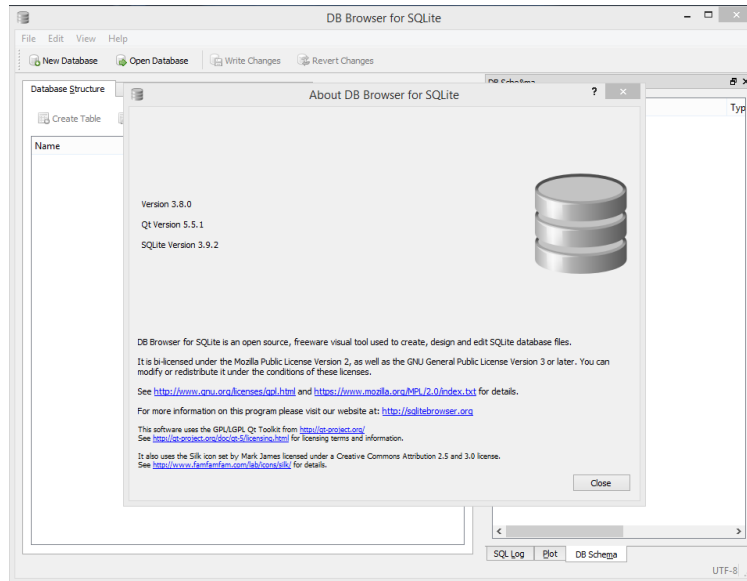 DB Browser for SQLite
File Edit View Help
New Database Open Database Write Changes Revert Changes
Database Structure
DB Schema
About DB Browser for SQLite
?
Create Table
Typ
Name
Version 3.8.0
Qt Version 5.5.1
SQLite Version 3.9.2
DB Browser for SQLite is an open source, freeware visual tool used to create, design and edit SQLite database files.
It is bi-licensed under the Mozilla Public License Version 2, as well as the GNU General Public License Version 3 or later. You can
modify or redistribute it under the conditions of these licenses.
See http://www.gnu.org/licenses/gpl.html and https://www.mozilla.org/MPL/2.0/index.txt for details.
For more information on this program please visit our website at: http://sqlitebrowser.org
This software uses the GPL/LGPL Qt Toolkit from http://qt-project.org/
See http://qt-project.org/doc/qt-5/licensing.html for licensing terms and information.
It also uses the Silk icon set by Mark James licensed under a Creative Commons Attribution 2.5 and 3.0 license.
See http://www.famfamfam.com/lab/icons/silk/ for details.
Close
SQL Log Plot DB Schema
UTF-8